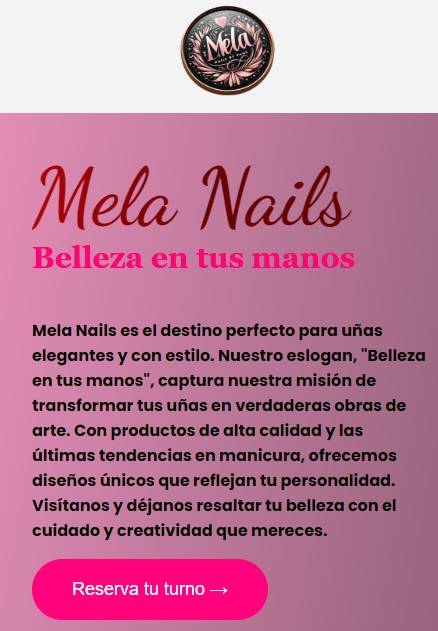 Mela
Mela Nails
Belleza en tus manos
Mela Nails es el destino perfecto para uñas
elegantes y con estilo. Nuestro eslogan, "Belleza
en tus manos", captura nuestra misión de
transformar tus uñas en verdaderas obras de
arte. Con productos de alta calidad y las
últimas tendencias en manicura, ofrecemos
diseños únicos que reflejan tu personalidad.
Visítanos y déjanos resaltar tu belleza con el
cuidado y creatividad que mereces.
Reserva tu turno →